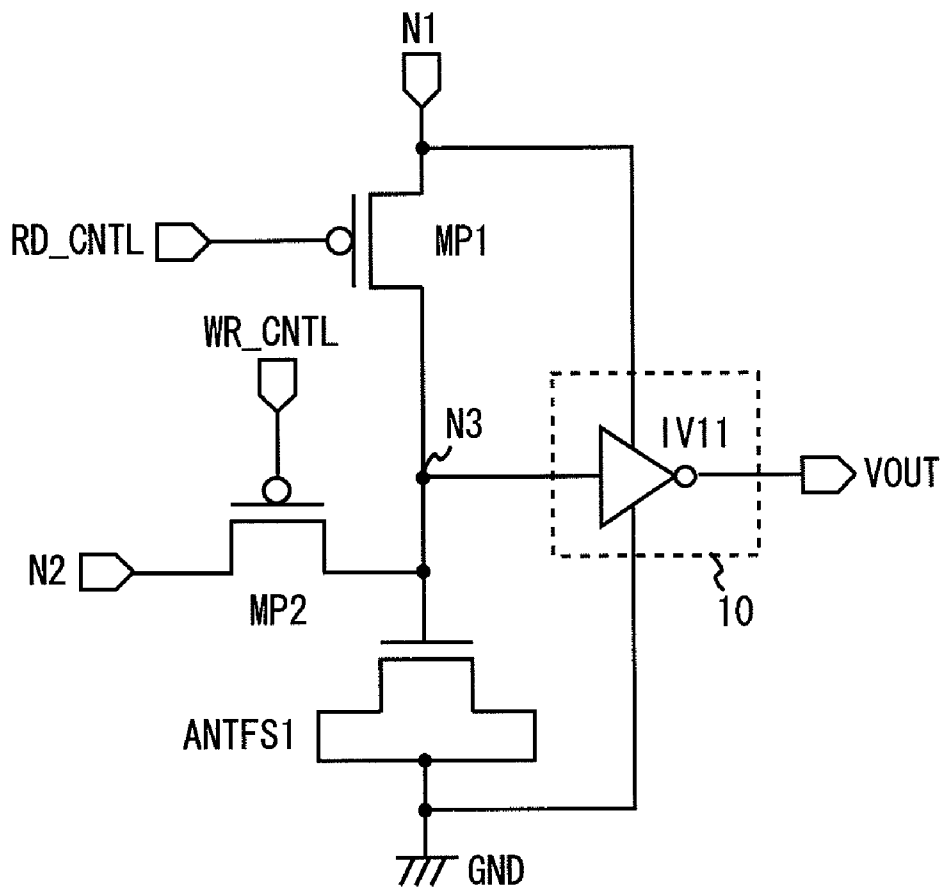 N1
RD_CNTL
MP1
WR_CNTL
N3
IV11
VOUT
N2
MP2
10
ANTFS1
GND